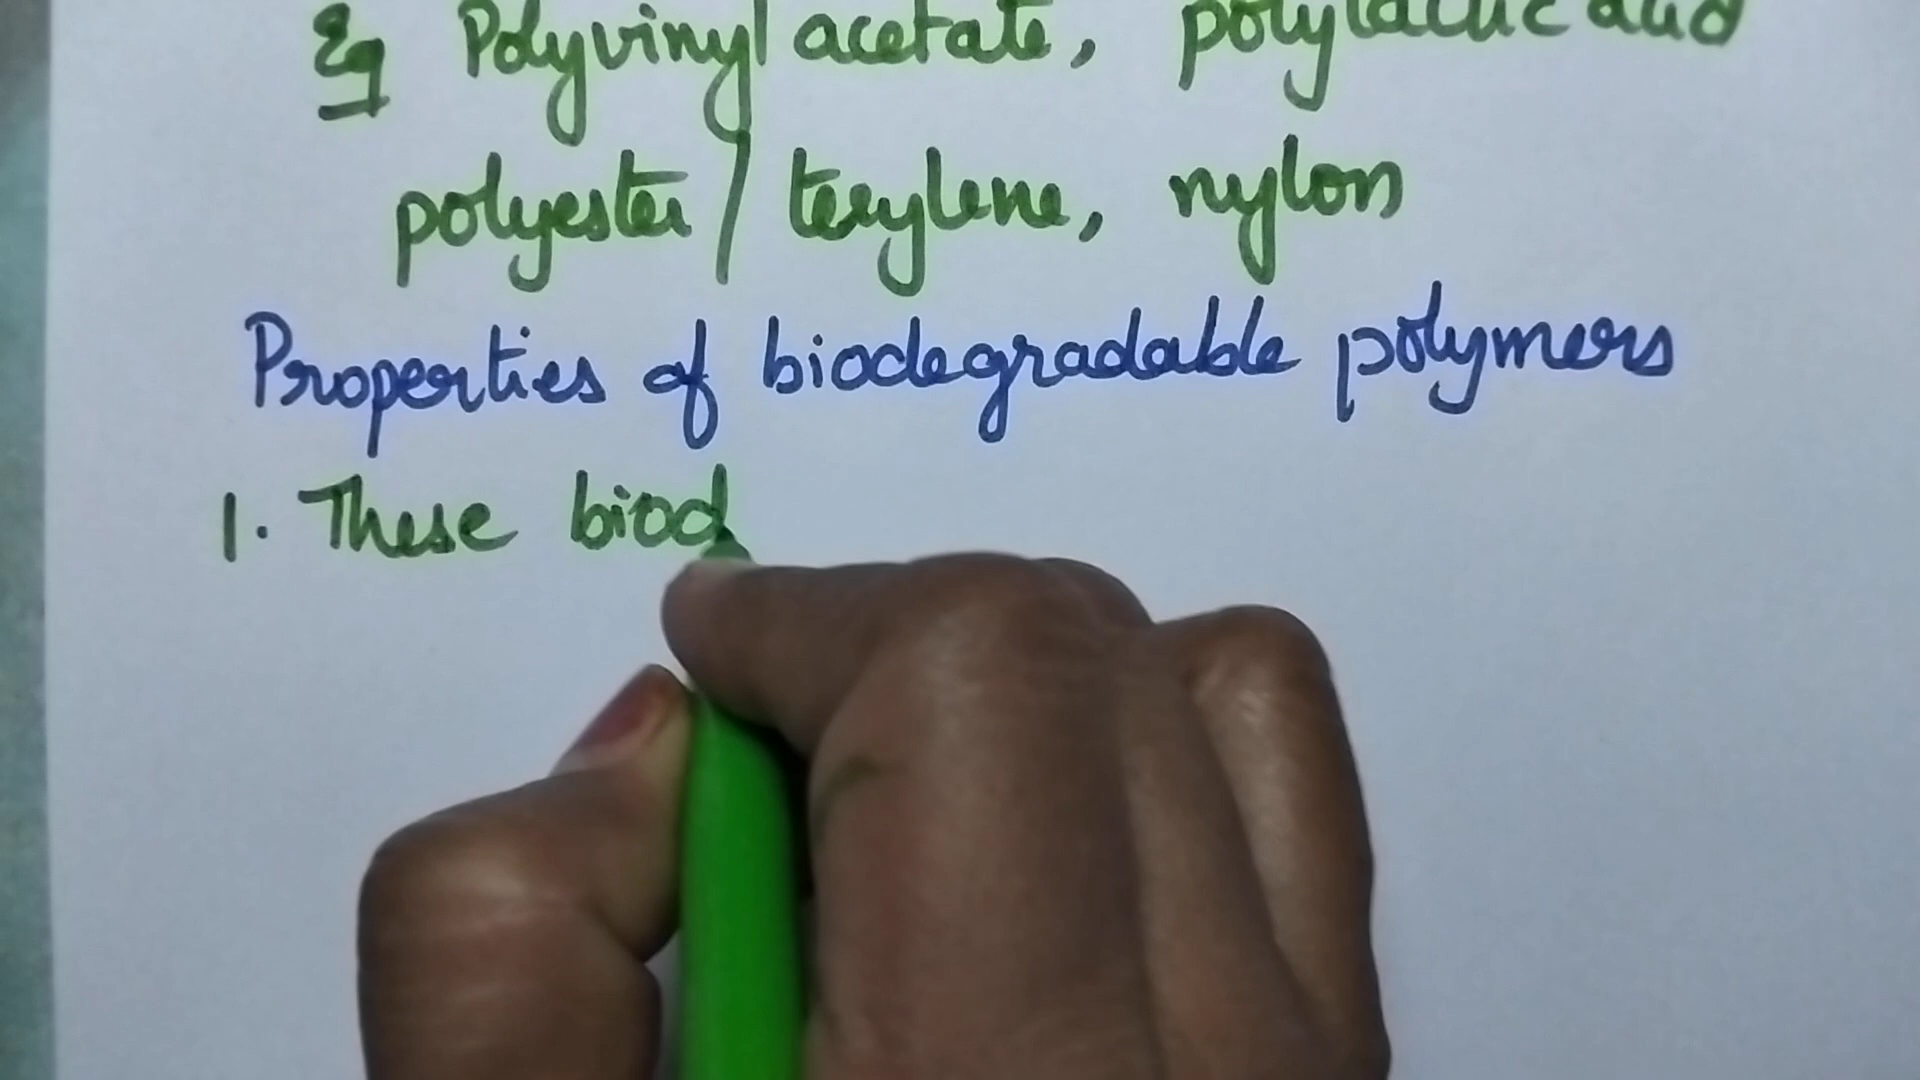 Eg Polyvinyl acetate, polylactic acid
polyester / terylene, nylon
Properties of biodegradable polymers
1. These biod